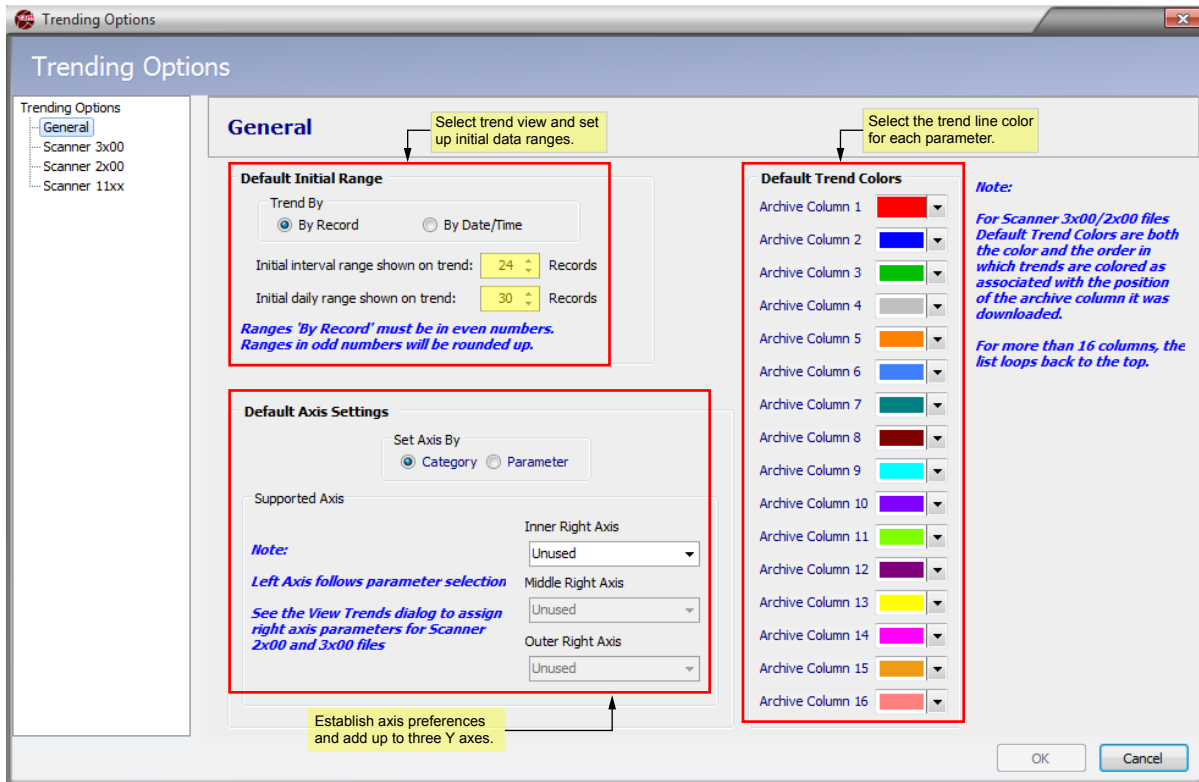 Trending Options
Trending Options
Trending Options
General
Scanner 3x00
Scanner 2x00
Scanner 11xx
General
Select trend view and set
up initial data ranges.
Select the trend line color
for each parameter.
Default Initial Range
Trend By
By Record
By Date/Time
Initial interval range shown on trend: 24 Records
Initial daily range shown on trend: 30 Records
Ranges 'By Record' must be in even numbers.
Ranges in odd numbers will be rounded up.
Default Axis Settings
Set Axis By
Category
Parameter
Supported Axis
Note:
Left Axis follows parameter selection
See the View Trends dialog to assign
right axis parameters for Scanner
2x00 and 3x00 files
Inner Right Axis
Unused
Middle Right Axis
Unused
Outer Right Axis
Unused
Establish axis preferences
and add up to three Y axes.
Default Trend Colors
Archive Column 1
Archive Column 2
Archive Column 3
Archive Column 4
Archive Column 5
Archive Column 6
Archive Column 7
Archive Column 8
Archive Column 9
Archive Column 10
Archive Column 11
Archive Column 12
Archive Column 13
Archive Column 14
Archive Column 15
Archive Column 16
Note:
For Scanner 3x00/2x00 files
Default Trend Colors are both
the color and the order in
which trends are colored as
associated with the position
of the archive column it was
downloaded.
For more than 16 columns, the
list loops back to the top.
OK
Cancel